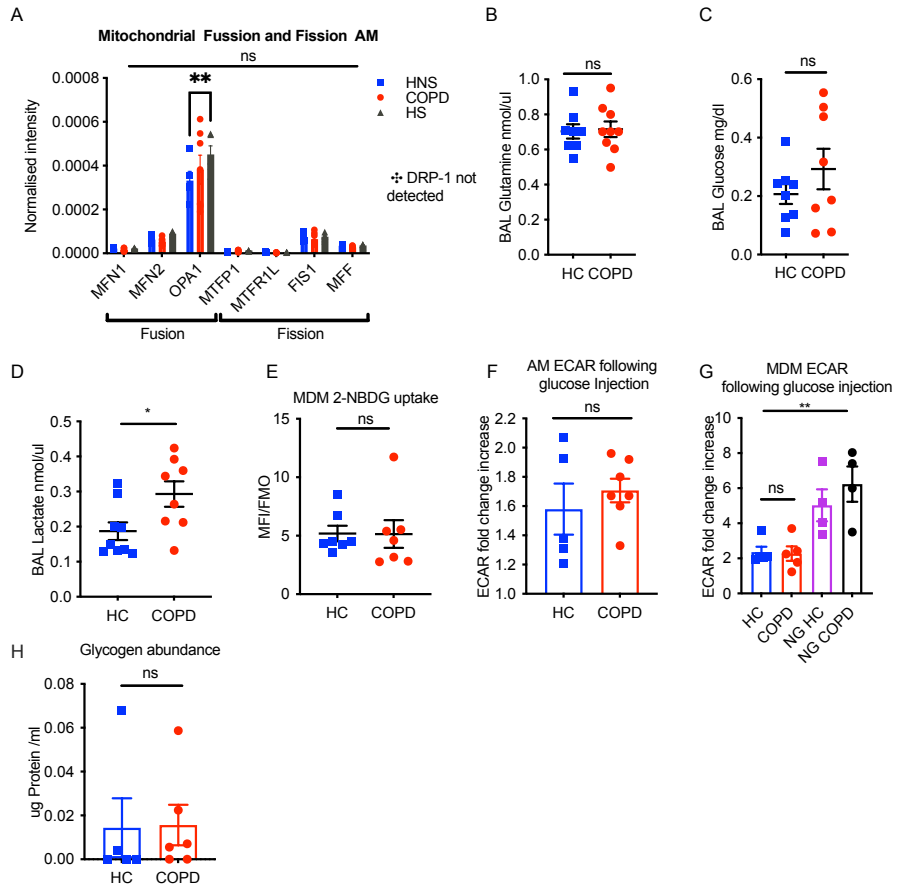 A
Mitochondrial Fussion and Fission AM
ns
**
HNS
COPD
HS
✣ DRP-1 not
detected
Normalised intensity
0.0008
0.0006
0.0004
0.0002
0.0000
MFN1
MFN2
OPA1
MTFP1
MTFR1L
FIS1
MFF
Fusion
Fission
B
ns
BAL Glutamine nmol/ul
1.0
0.8
0.6
0.4
0.2
0.0
HC COPD
C
ns
BAL Glucose mg/dl
0.6
0.4
0.2
0.0
HC COPD
D
*
BAL Lactate nmol/ul
0.5
0.4
0.3
0.2
0.1
0.0
HC
COPD
E
MDM 2-NBDG uptake
ns
MFI/FMO
15
10
5
0
HC
COPD
F
AM ECAR following
glucose Injection
ns
ECAR fold change increase
2.2
2.0
1.8
1.6
1.4
1.2
1.0
HC
COPD
G
MDM ECAR
following glucose injection
**
ns
ECAR fold change increase
10
8
6
4
2
0
HC
COPD
NG HC
NG COPD
H
Glycogen abundance
ns
ug Protein /ml
0.08
0.06
0.04
0.02
0.00
HC
COPD